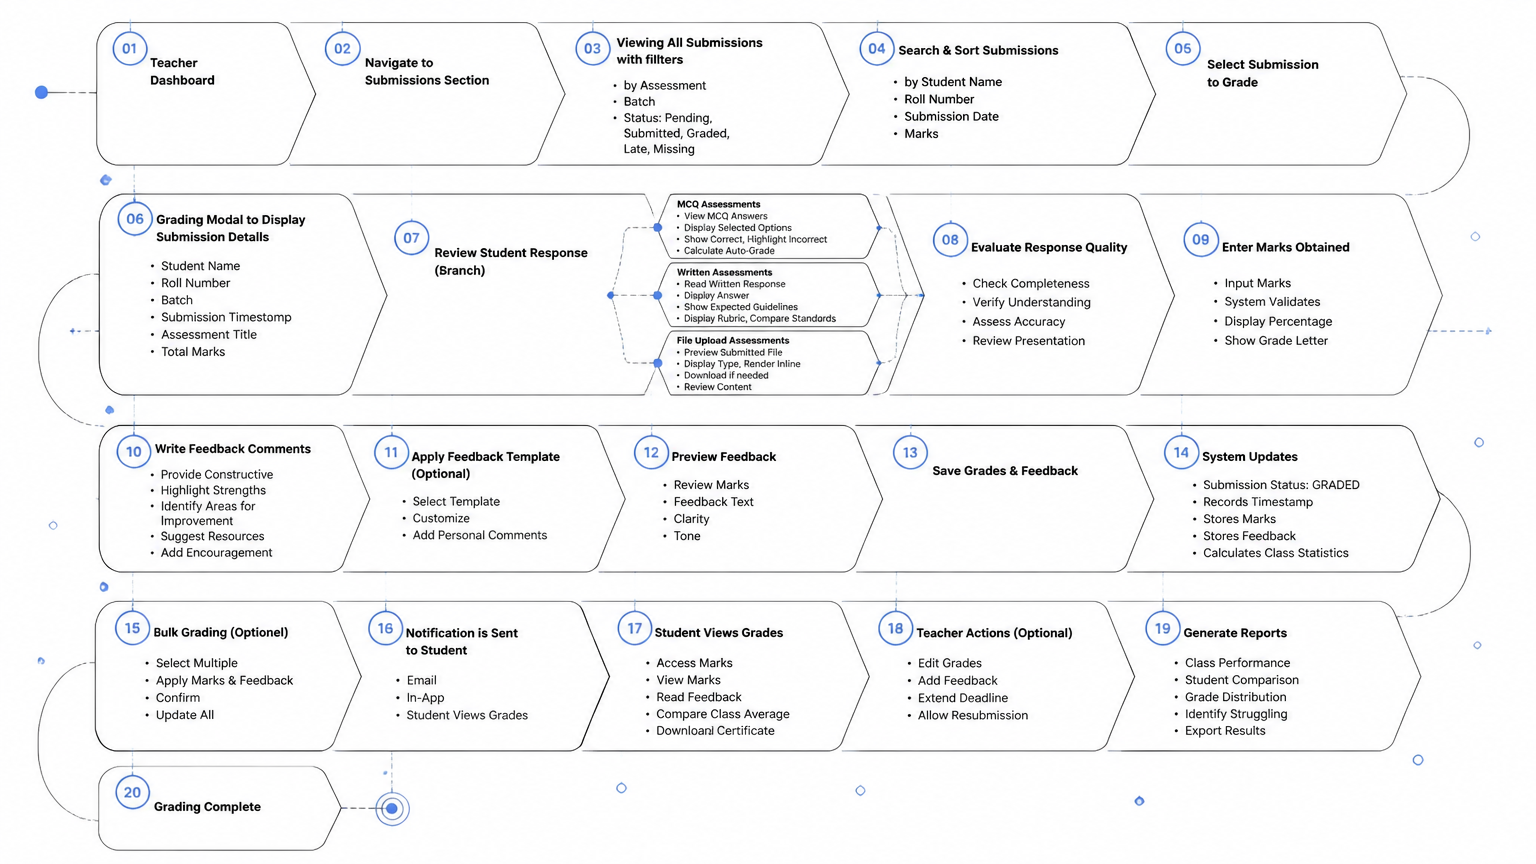 01
Teacher
Dashboard
02
Navigate to
Submissions Section
03
Viewing All Submissions
with fillters
• by Assessment
• Batch
• Status: Pending,
Submitted, Graded,
Late, Missing
04
Search & Sort Submissions
• by Student Name
• Roll Number
• Submission Date
• Marks
05
Select Submission
to Grade
06
Grading Modal to Display
Submission Details
• Student Name
• Roll Number
• Batch
• Submission Timestomp
• Assessment Title
• Total Marks
07
Review Student Response
(Branch)
MCQ Assessments
• View MCQ Answers
• Display Selected Options
• Show Correct, Highlight Incorrect
• Calculate Auto-Grade
Written Assessments
• Read Written Response
• Display Answer
• Show Expected Guidelines
• Display Rubric, Compare Standards
File Upload Assessments
• Preview Submitted File
• Display Type, Render Inline
• Download if needed
• Review Content
08
Evaluate Response Quality
• Check Completeness
• Verify Understanding
• Assess Accuracy
• Review Presentation
09
Enter Marks Obtained
• Input Marks
• System Validates
• Display Percentage
• Show Grade Letter
10
Write Feedback Comments
• Provide Constructive
• Highlight Strengths
• Identify Areas for
Improvement
• Suggest Resources
• Add Encouragement
11
Apply Feedback Template
(Optional)
• Select Template
• Customize
• Add Personal Comments
12
Preview Feedback
• Review Marks
• Feedback Text
• Clarity
• Tone
13
Save Grades & Feedback
14
System Updates
• Submission Status: GRADED
• Records Timestamp
• Stores Marks
• Stores Feedback
• Calculates Class Statistics
15
Bulk Grading (Optionel)
• Select Multiple
• Apply Marks & Feedback
• Confirm
• Update All
16
Notification is Sent
to Student
• Email
• In-App
• Student Views Grades
17
Student Views Grades
• Access Marks
• View Marks
• Read Feedback
• Compare Class Average
• Download Certificate
18
Teacher Actions (Optional)
• Edit Grades
• Add Feedback
• Extend Deadline
• Allow Resubmission
19
Generate Reports
• Class Performance
• Student Comparison
• Grade Distribution
• Identify Struggling
• Export Results
20
Grading Complete